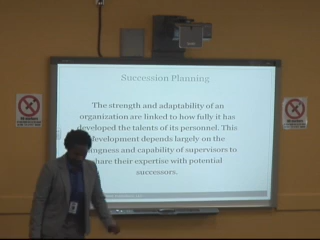 Succession Planning
The strength and adaptability of an
organization are linked to how fully it has
developed the talents of its personnel. This
development depends largely on the
and capability of supervisors to
share their expertise with potential
successors.